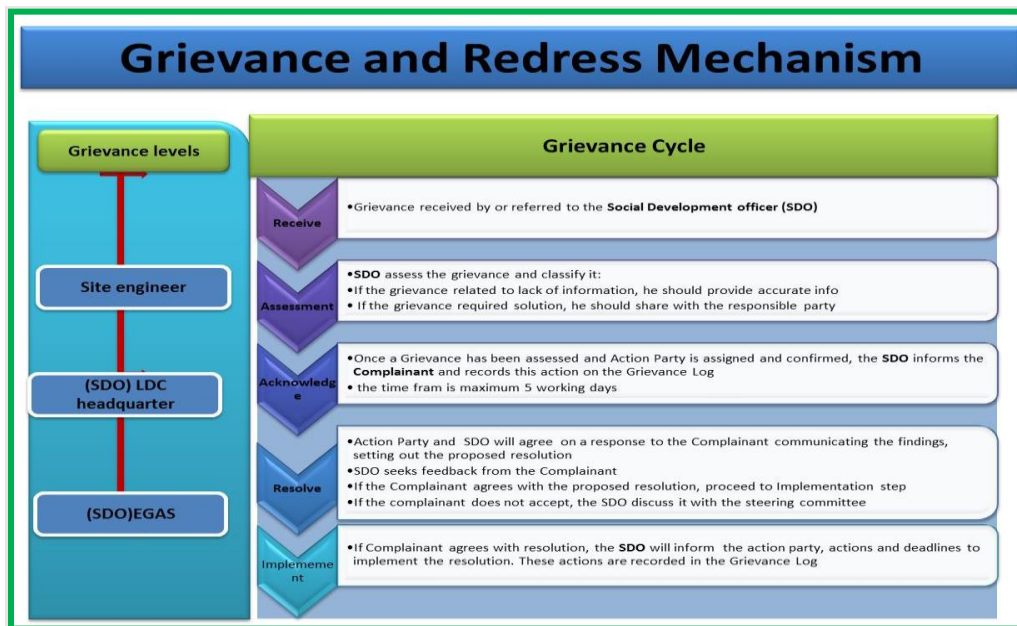 Grievance and Redress Mechanism
Grievance levels
Site engineer
(SDO) LDC
headquarter
(SDO)EGAS
Grievance Cycle
Receive
•Grievance received by or referred to the Social Development officer (SDO)
Assessment
•SDO assess the grievance and classify it:
•If the grievance related to lack of information, he should provide accurate info
• If the grievance required solution, he should share with the responsible party
Acknowledg
e
•Once a Grievance has been assessed and Action Party is assigned and confirmed, the SDO informs the
Complainant and records this action on the Grievance Log
• the time fram is maximum 5 working days
Resolve
•Action Party and SDO will agree on a response to the Complainant communicating the findings,
setting out the proposed resolution
•SDO seeks feedback from the Complainant
•If the Complainant agrees with the proposed resolution, proceed to Implementation step
•If the complainant does not accept, the SDO discuss it with the steering committee
Implememe
nt
•If Complainant agrees with resolution, the SDO will inform the action party, actions and deadlines to
implement the resolution. These actions are recorded in the Grievance Log